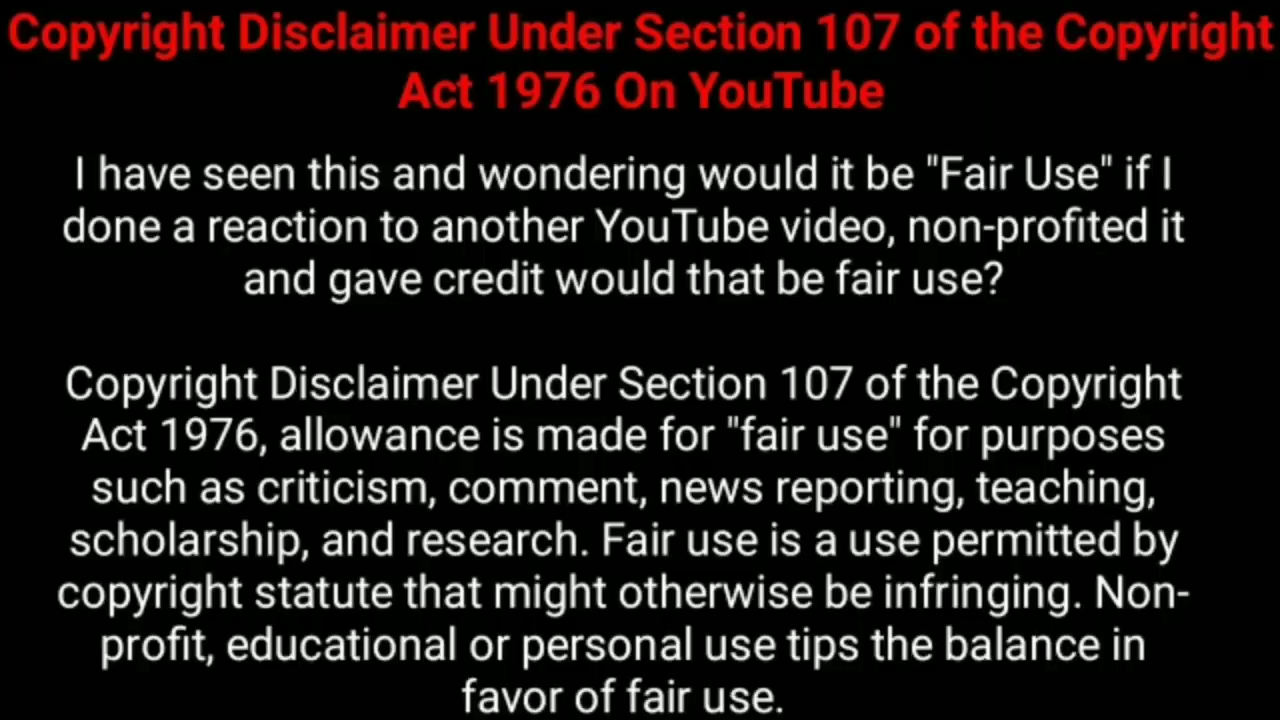 Copyright Disclaimer Under Section 107 of the Copyright
Act 1976 On YouTube
I have seen this and wondering would it be "Fair Use" if I
done a reaction to another YouTube video, non-profited it
and gave credit would that be fair use?
Copyright Disclaimer Under Section 107 of the Copyright
Act 1976, allowance is made for "fair use" for purposes
such as criticism, comment, news reporting, teaching,
scholarship, and research. Fair use is a use permitted by
copyright statute that might otherwise be infringing. Non-
profit, educational or personal use tips the balance in
favor of fair use.